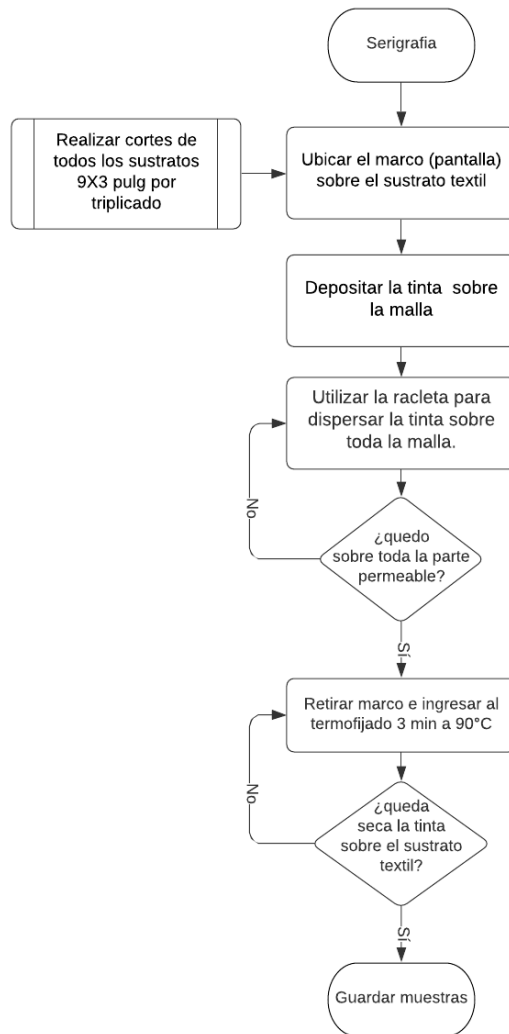 Serigrafia
Realizar cortes de
todos los sustratos
9X3 pulg por
triplicado
Ubicar el marco (pantalla)
sobre el sustrato textil
Depositar la tinta sobre
la malla
Utilizar la racleta para
dispersar la tinta sobre
toda la malla.
No
¿quedo
sobre toda la parte
permeable?
Sí
Retirar marco e ingresar al
termofijado 3 min a 90°C
No
¿queda
seca la tinta
sobre el sustrato
textil?
Sí
Guardar muestras